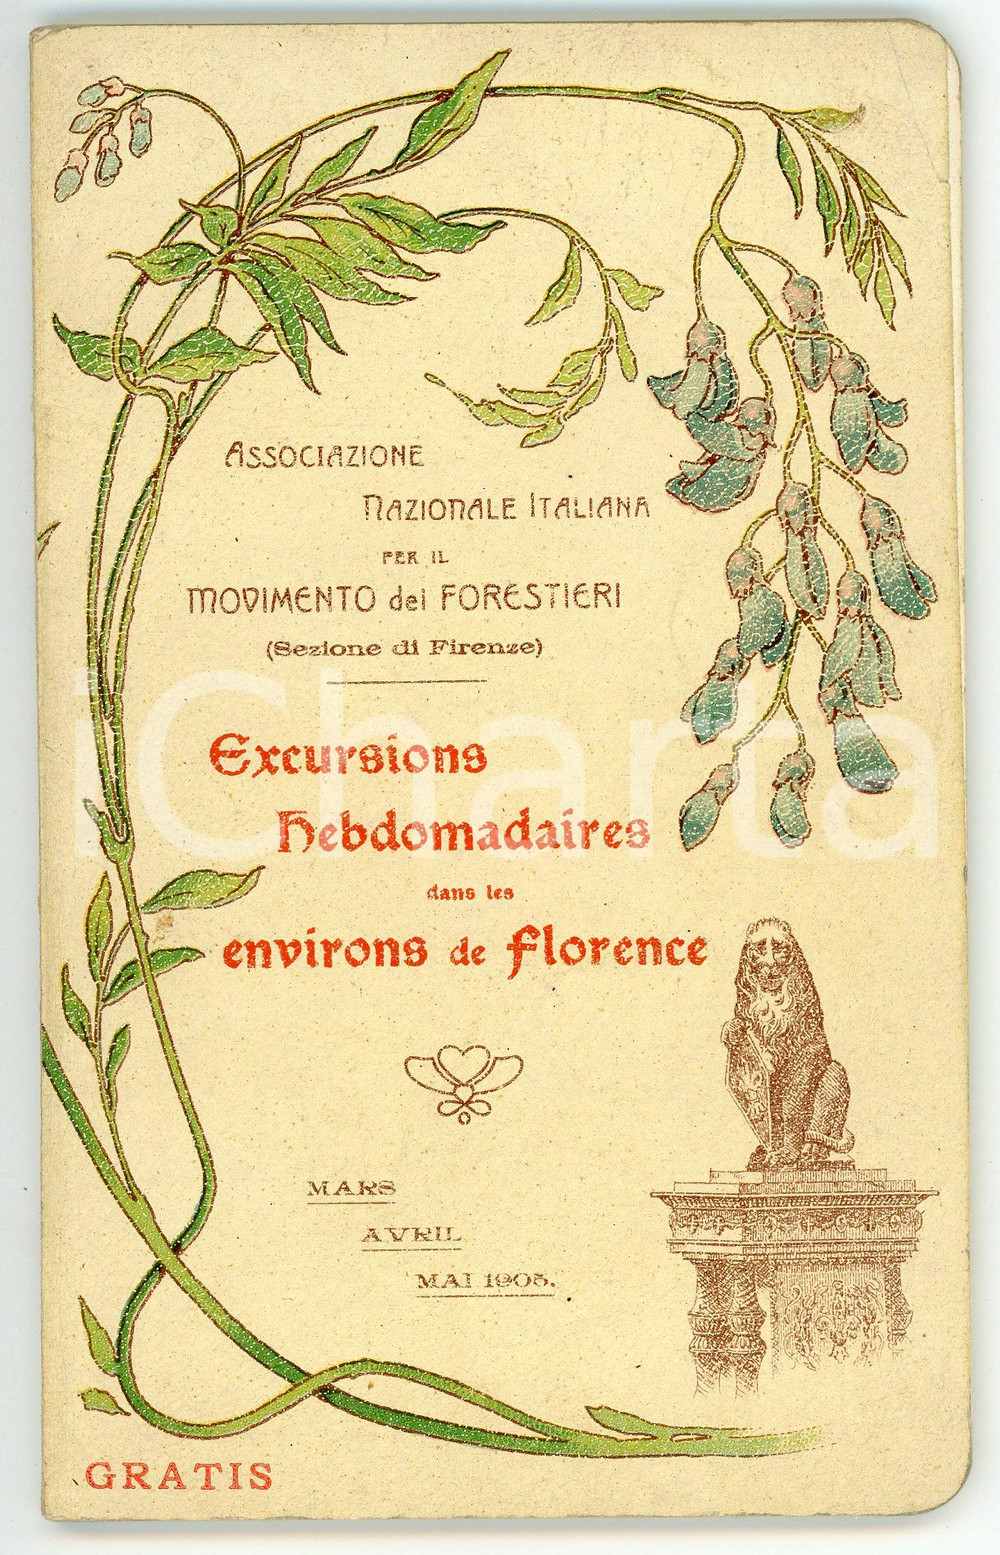 ASSOCIAZIONE
NAZIONALE ITALIANA
PER IL
MOVIMENTO dei FORESTIERI
(Sezione di Firenze)
Excursions
Hebdomadaires
dans les
environs de Florence
MARS
AVRIL
MAI 1905.
GRATIS
iCharta